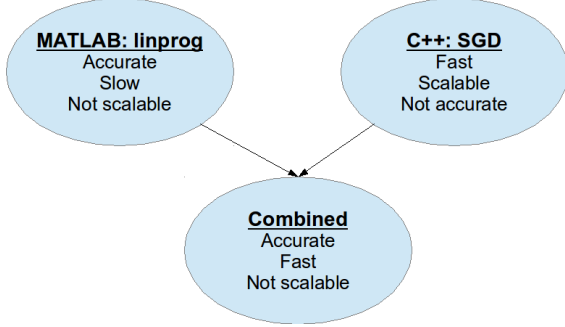 MATLAB: linprog
Accurate
Slow
Not scalable
C++: SGD
Fast
Scalable
Not accurate
Combined
Accurate
Fast
Not scalable